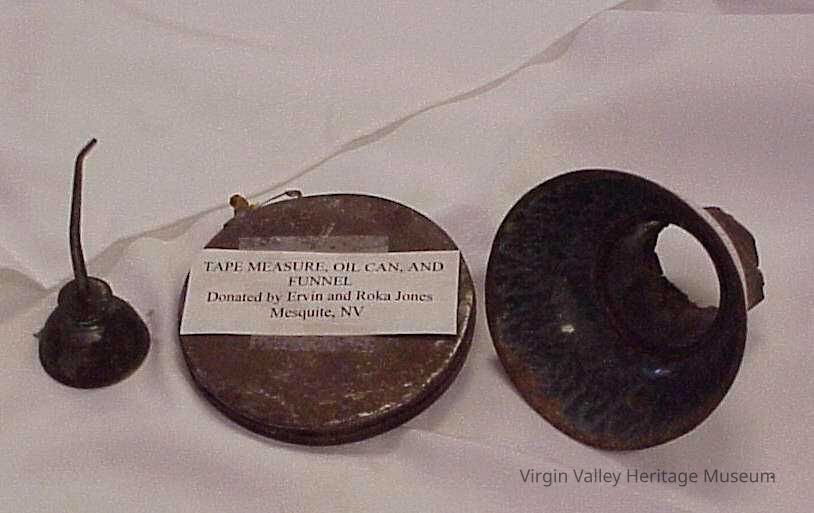 TAPE MEASURE, OIL CAN, AND
FUNNEL
Donated by Ervin and Roka Jones
Mesquite, NV
Virgin Valley Heritage Museum